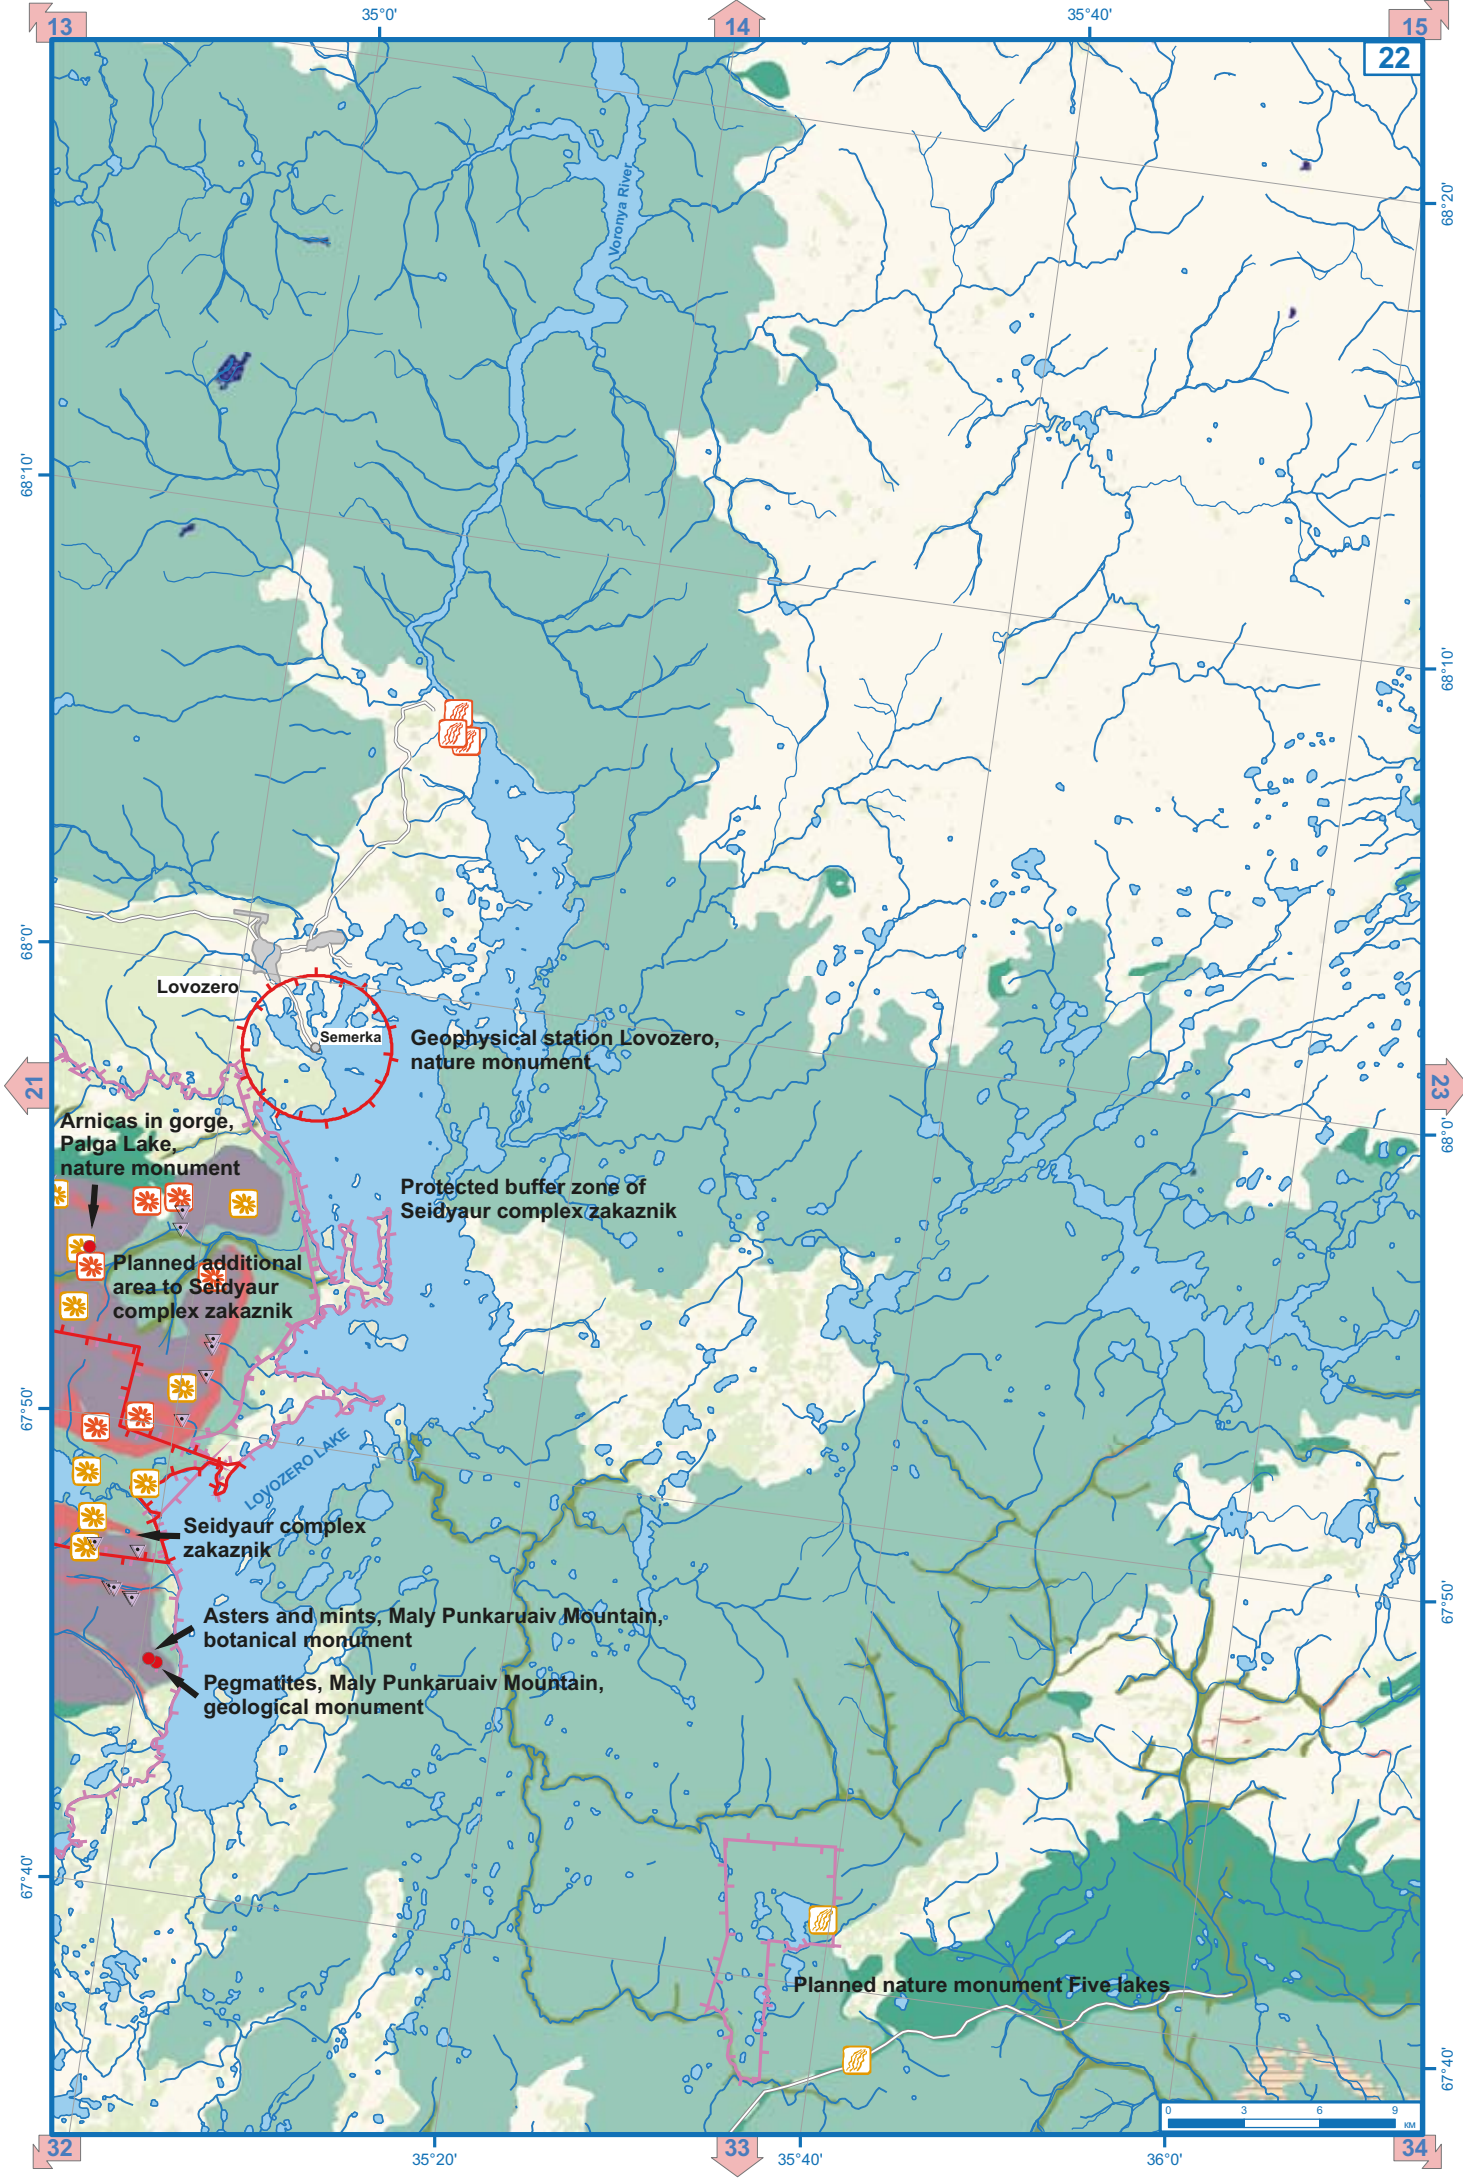 13
35°0'
14
35°40'
15
22
68°20'
Voronya River
68°10'
68°10'
68°0'
Lovozero
Semerka
Geophysical station Lovozero,
nature monument
21
23
Arnicas in gorge,
Palga Lake,
nature monument
68°0'
Protected buffer zone of
Seidyaur complex zakaznik
Planned additional
area to Seidyaur
complex zakaznik
67°50'
LOVOZERO LAKE
Seidyaur complex
zakaznik
67°50'
Asters and mints, Maly Punkaruaiv Mountain,
botanical monument
Pegmatites, Maly Punkaruaiv Mountain,
geological monument
67°40'
Planned nature monument Five lakes
67°40'
0 3 6 9
км
32
35°20'
33
35°40'
36°0'
34